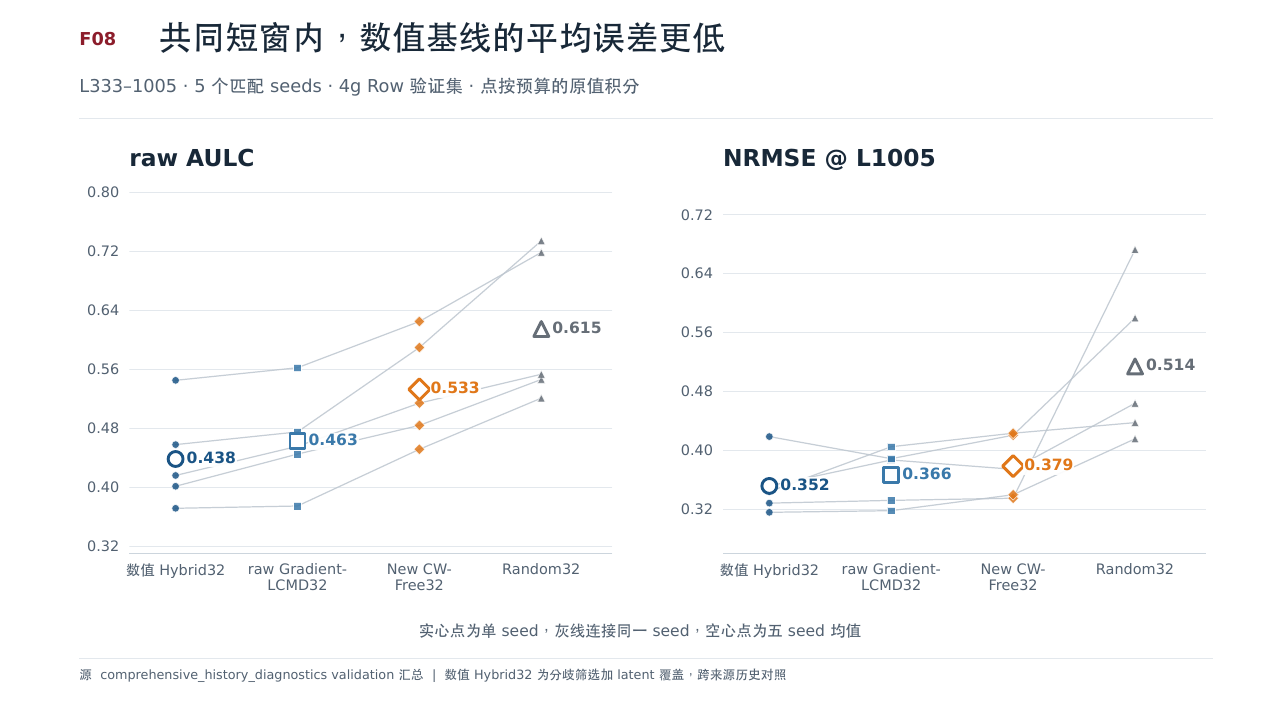 F08 共同短窗内，数值基线的平均误差更低
L333–1005 · 5 个匹配 seeds · 4g Row 验证集 · 点按预算的原值积分
raw AULC
0.80
0.72
0.64
0.56
0.48
0.40
0.32
0.438
0.463
0.533
0.615
数值 Hybrid32
raw Gradient-
LCMD32
New CW-
Free32
Random32
NRMSE @ L1005
0.72
0.64
0.56
0.48
0.40
0.32
0.352
0.366
0.379
0.514
数值 Hybrid32
raw Gradient-
LCMD32
New CW-
Free32
Random32
实心点为单 seed，灰线连接同一 seed，空心点为五 seed 均值
源 comprehensive_history_diagnostics validation 汇总 | 数值 Hybrid32 为分歧筛选加 latent 覆盖，跨来源历史对照